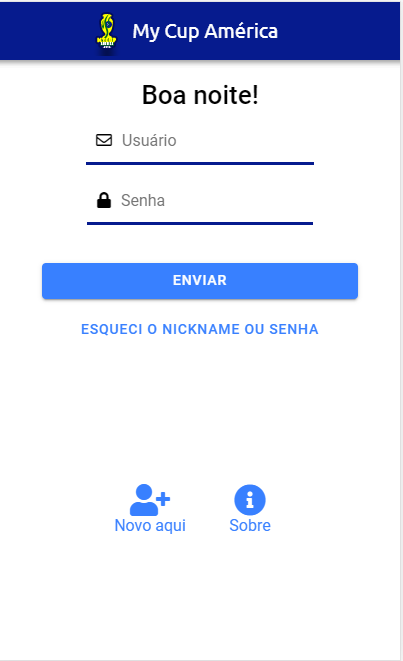 My Cup América
Boa noite!
Usuário
Senha
ENVIAR
ESQUECI O NICKNAME OU SENHA
Novo aqui
Sobre